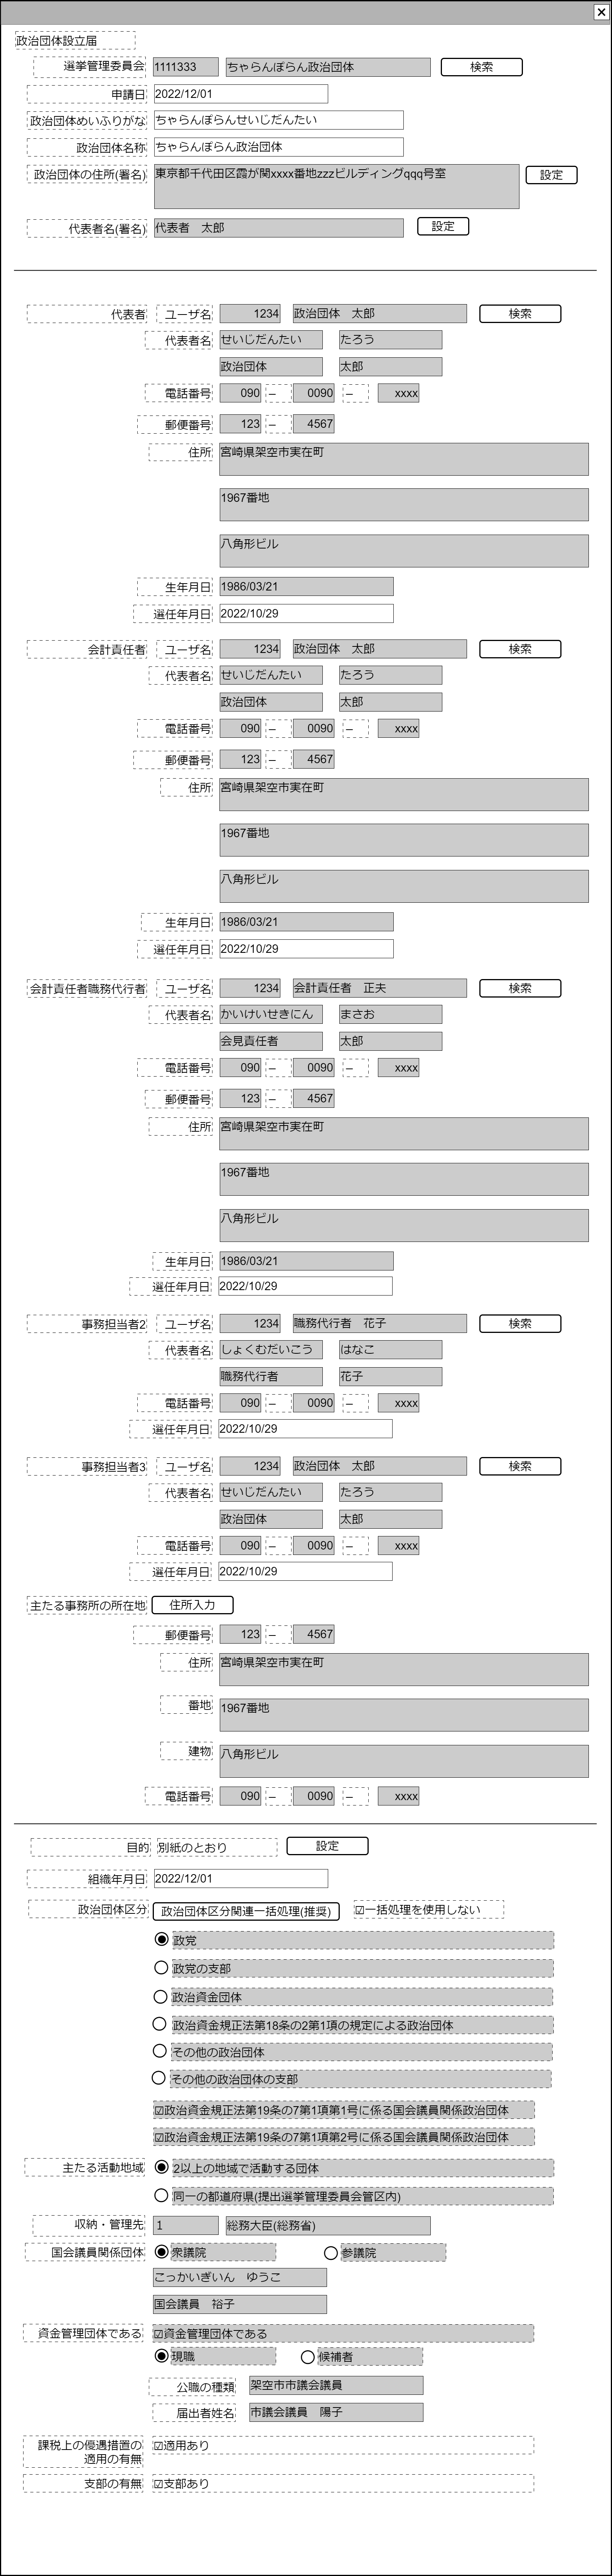 政治団体設立届
選挙管理委員会 1111333 ちゃらんぽらん政治団体 検索
申請日 2022/12/01
政治団体めいふりがな ちゃらんぽらんせいじだんたい
政治団体名称 ちゃらんぽらん政治団体
政治団体の住所(署名) 東京都千代田区霞が関xxxx番地zzzビルディングqqq号室 設定
代表者名(署名) 代表者 太郎 設定
代表者 ユーザ名 1234 政治団体 太郎 検索
代表者名 せいじだんたい たろう
政治団体 太郎
電話番号 090 － 0090 － xxxx
郵便番号 123 － 4567
住所 宮崎県架空市実在町
1967番地
八角形ビル
生年月日 1986/03/21
選任年月日 2022/10/29
会計責任者 ユーザ名 1234 政治団体 太郎 検索
代表者名 せいじだんたい たろう
政治団体 太郎
電話番号 090 － 0090 － xxxx
郵便番号 123 － 4567
住所 宮崎県架空市実在町
1967番地
八角形ビル
生年月日 1986/03/21
選任年月日 2022/10/29
会計責任者職務代行者 ユーザ名 1234 会計責任者 正夫 検索
代表者名 かいけいせきにん まさお
会見責任者 太郎
電話番号 090 － 0090 － xxxx
郵便番号 123 － 4567
住所 宮崎県架空市実在町
1967番地
八角形ビル
生年月日 1986/03/21
選任年月日 2022/10/29
事務担当者2 ユーザ名 1234 職務代行者 花子 検索
代表者名 しょくむだいこう はなこ
職務代行者 花子
電話番号 090 － 0090 － xxxx
選任年月日 2022/10/29
事務担当者3 ユーザ名 1234 政治団体 太郎 検索
代表者名 せいじだんたい たろう
政治団体 太郎
電話番号 090 － 0090 － xxxx
選任年月日 2022/10/29
主たる事務所の所在地 住所入力
郵便番号 123 － 4567
住所 宮崎県架空市実在町
番地 1967番地
建物 八角形ビル
電話番号 090 － 0090 － xxxx
目的 別紙のとおり 設定
組織年月日 2022/12/01
政治団体区分 政治団体区分関連一括処理(推奨) ☑一括処理を使用しない
政党
政党の支部
政治資金団体
政治資金規正法第18条の2第1項の規定による政治団体
その他の政治団体
その他の政治団体の支部
☑政治資金規正法第19条の7第1項第1号に係る国会議員関係政治団体
☑政治資金規正法第19条の7第1項第2号に係る国会議員関係政治団体
主たる活動地域 2以上の地域で活動する団体
同一の都道府県(提出選挙管理委員会管区内)
収納・管理先 1 総務大臣(総務省)
国会議員関係団体 衆議院 参議院
こっかいぎいん ゆうこ
国会議員 裕子
資金管理団体である ☑資金管理団体である
現職 候補者
公職の種類 架空市市議会議員
届出者姓名 市議会議員 陽子
課税上の優遇措置の ☑適用あり
適用の有無
支部の有無 ☑支部あり